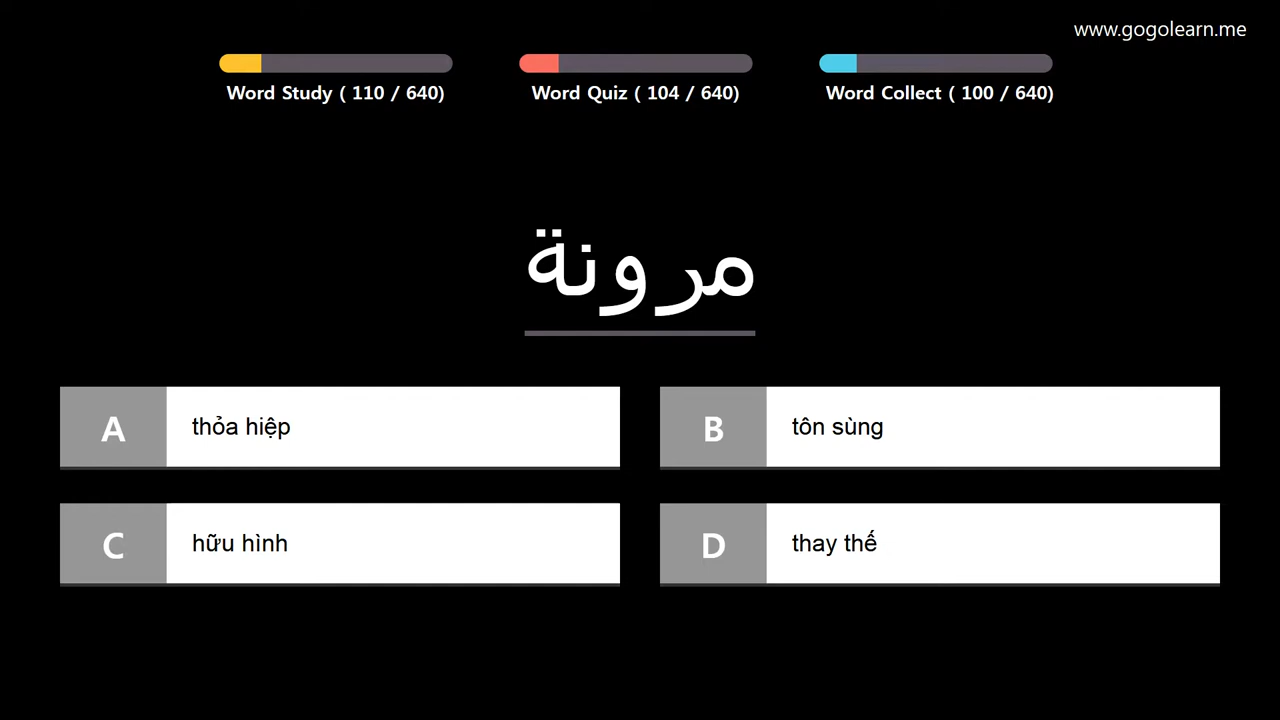 www.gogolearn.me
Word Study ( 110 / 640)
Word Quiz ( 104 / 640)
Word Collect ( 100 / 640)
مرونة
A thỏa hiệp
B tôn sùng
C hữu hình
D thay thế